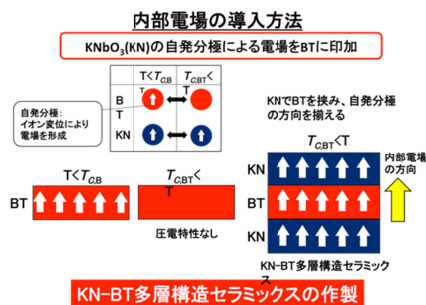 内部電場の導入方法
KNbO₃(KN)の自発分極による電場をBTに印加
T<T_C,B
T
T_C,BT<
T
B
T
KN
自発分極：
イオン変位により
電場を形成
KNでBTを挟み、自発分極
の方向を揃える
T_C,BT<T
内部電場
の方向
KN
BT
KN
T<T_C,B
T_C,BT<
T
BT
圧電特性なし
KN-BT多層構造セラミック
ス
KN-BT多層構造セラミックスの作製